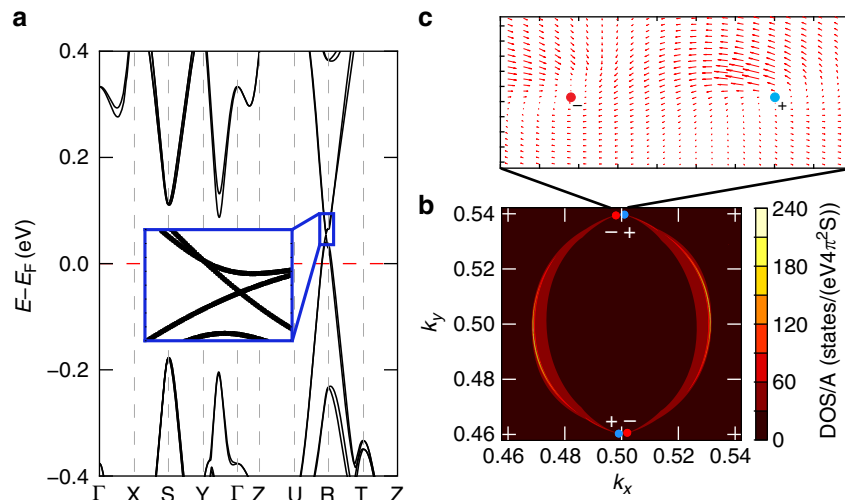 a
E–E_F (eV)
0.4
0.2
0.0
−0.2
−0.4
Γ X S Y Γ Z U R T Z
c
−
+
b
k_y
0.54
0.52
0.50
0.48
0.46
− +
+ −
0.46 0.48 0.50 0.52 0.54
k_x
240
180
120
60
0
DOS/A (states/(eV4π²S))